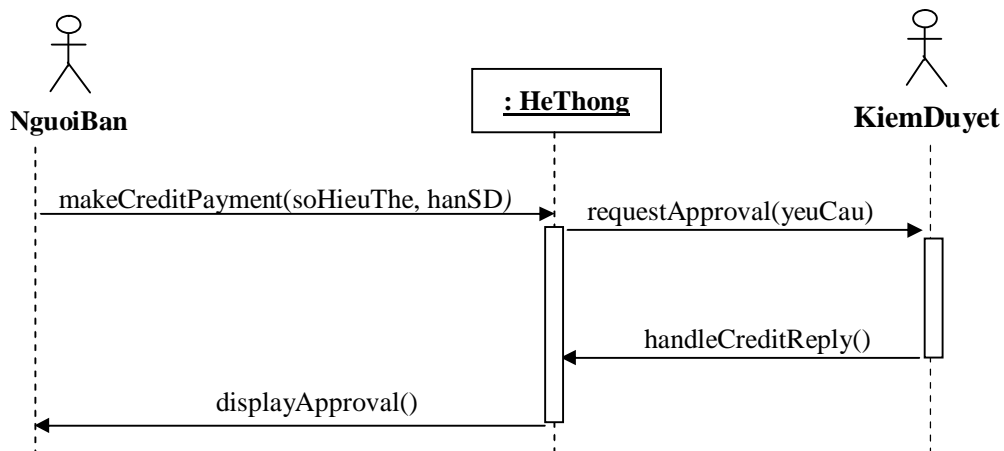 NguoiBan
: HeThong
KiemDuyet
makeCreditPayment(soHieuThe, hanSD)
requestApproval(yeuCau)
handleCreditReply()
displayApproval()